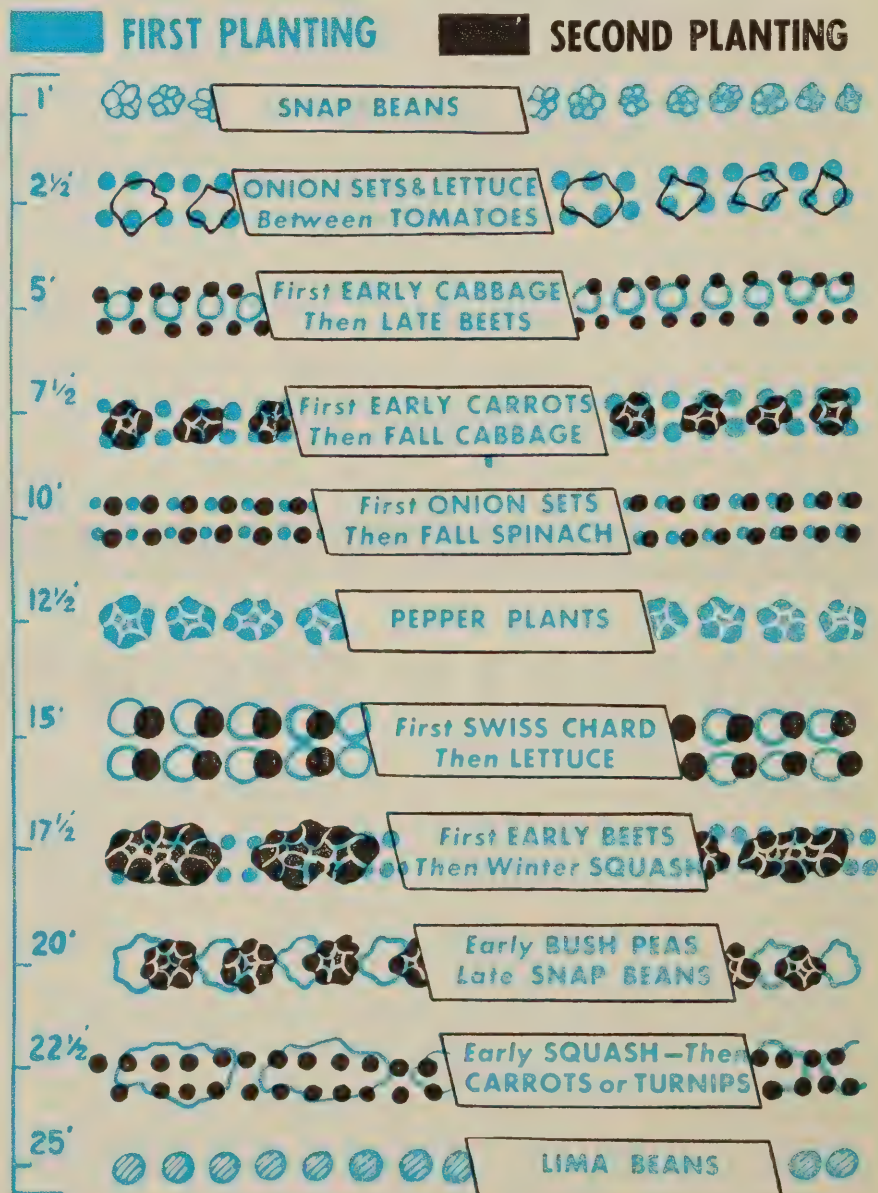 FIRST PLANTING
SECOND PLANTING
1'
SNAP BEANS
2½'
ONION SETS & LETTUCE
Between TOMATOES
5'
First EARLY CABBAGE
Then LATE BEETS
7½'
First EARLY CARROTS
Then FALL CABBAGE
10'
First ONION SETS
Then FALL SPINACH
12½'
PEPPER PLANTS
15'
First SWISS CHARD
Then LETTUCE
17½'
First EARLY BEETS
Then Winter SQUASH
20'
Early BUSH PEAS
Late SNAP BEANS
22½'
Early SQUASH—Then
CARROTS or TURNIPS
25'
LIMA BEANS